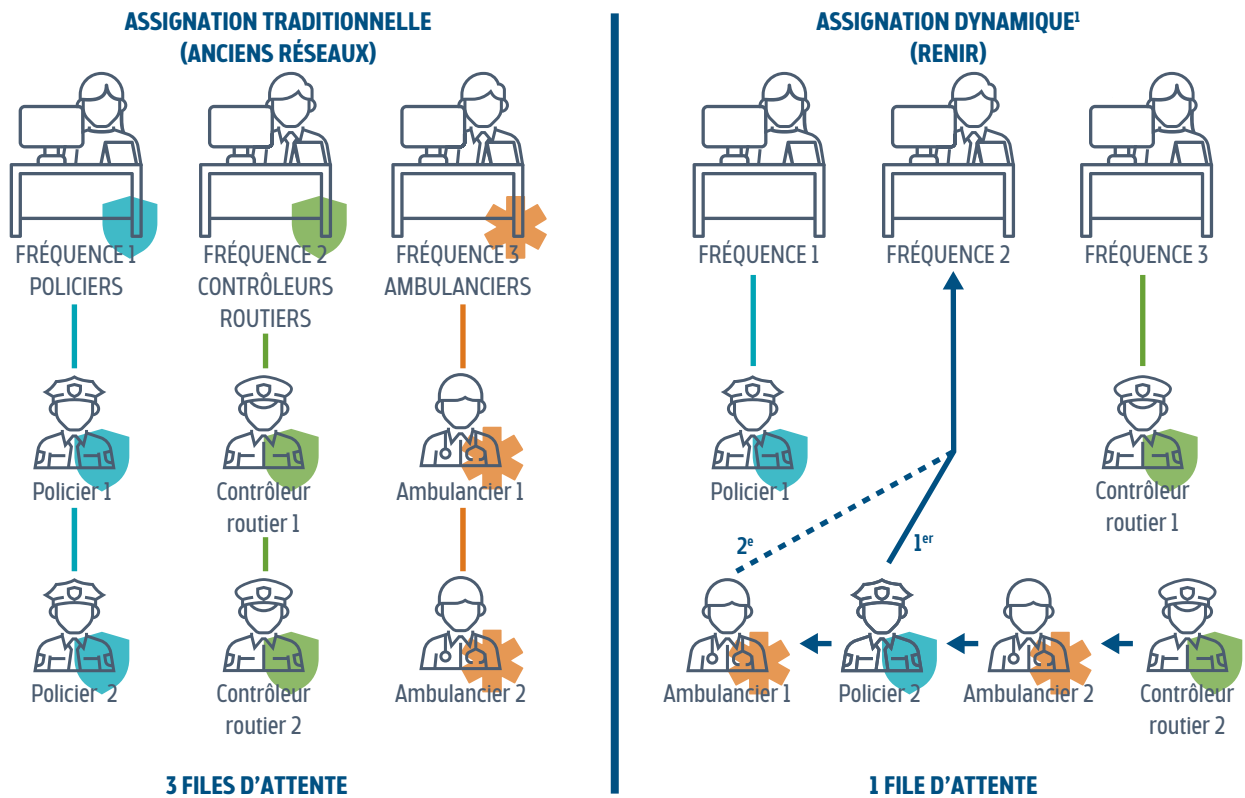 ASSIGNATION TRADITIONNELLE
(ANCIENS RÉSEAUX)
FRÉQUENCE 1
POLICIERS
FRÉQUENCE 2
CONTRÔLEURS
ROUTIERS
FRÉQUENCE 3
AMBULANCIERS
Policier 1
Contrôleur
routier 1
Ambulancier 1
Policier 2
Contrôleur
routier 2
Ambulancier 2
3 FILES D'ATTENTE
ASSIGNATION DYNAMIQUE¹
(RENIR)
FRÉQUENCE 1
FRÉQUENCE 2
FRÉQUENCE 3
Policier 1
Contrôleur
routier 1
2e
1er
Ambulancier 1
Policier 2
Ambulancier 2
Contrôleur
routier 2
1 FILE D'ATTENTE